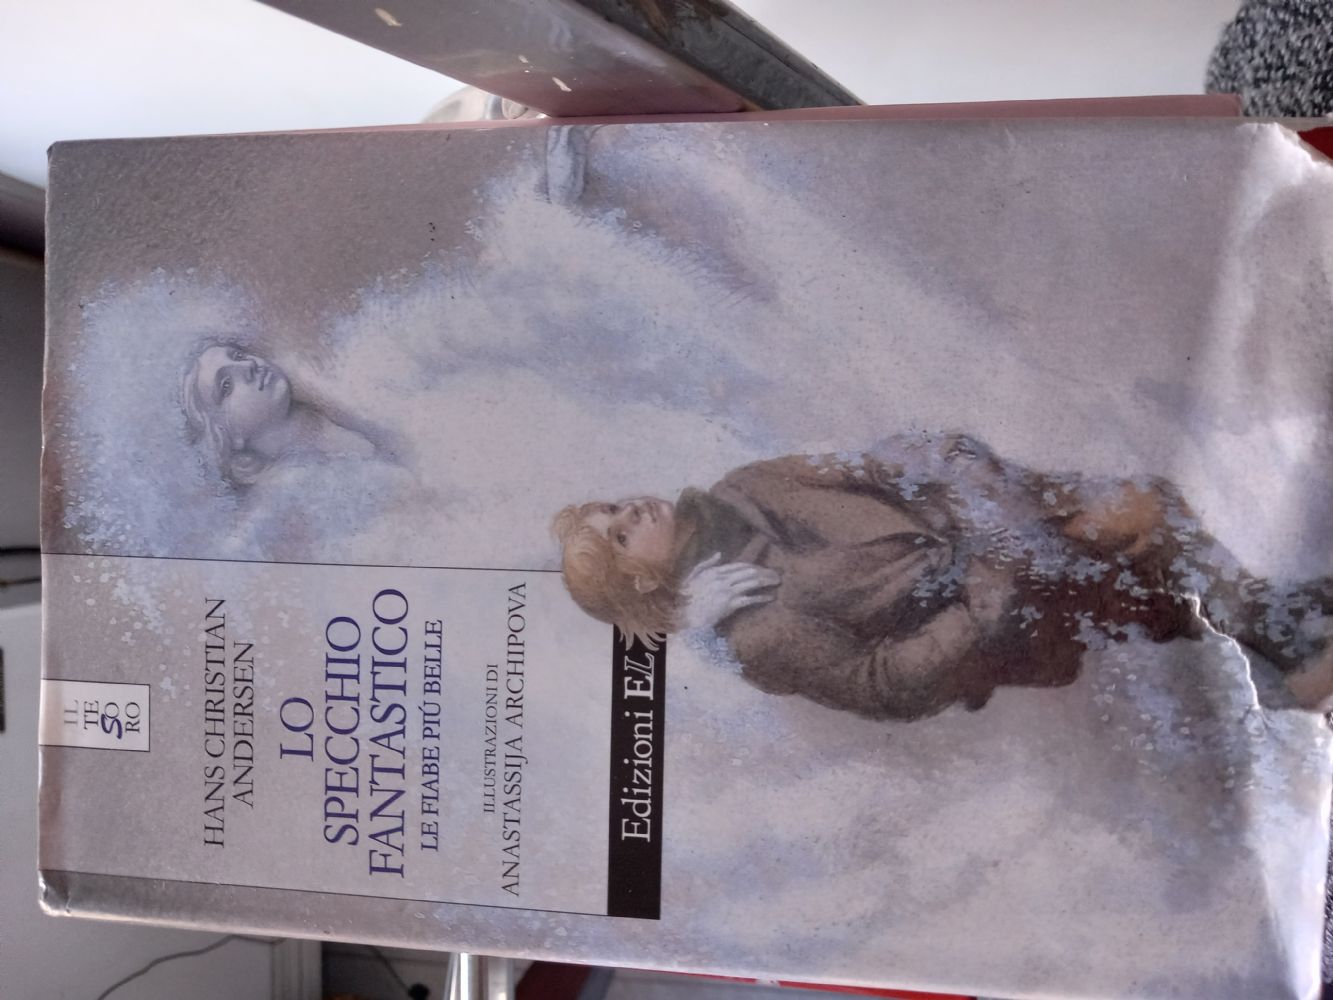 IL
TE
SO
RO
HANS CHRISTIAN
ANDERSEN
LO
SPECCHIO
FANTASTICO
LE FIABE PIÚ BELLE
ILLUSTRAZIONI DI
ANASTASSIJA ARCHIPOVA
Edizioni EL